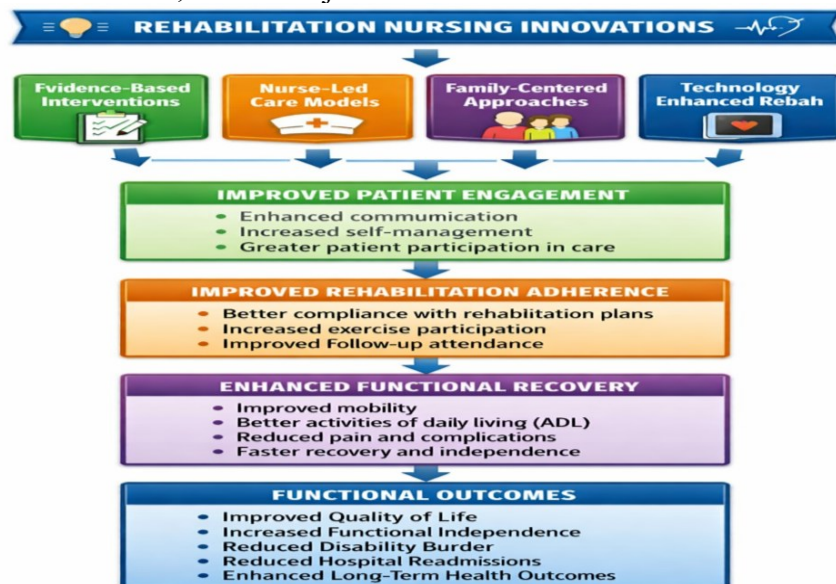 REHABILITATION NURSING INNOVATIONS
Fvidence-Based
Interventions
Nurse-Led
Care Models
Family-Centered
Approaches
Technology
Enhanced Rebah
IMPROVED PATIENT ENGAGEMENT
• Enhanced commumication
• Increased self-management
• Greater patient participation in care
IMPROVED REHABILITATION ADHERENCE
• Better compliance with rehablitation plans
• Increased exercise participation
• Improved Follow-up attendance
ENHANCED FUNCTIONAL RECOVERY
• Improved mobility
• Better activities of daily living (ADL)
• Reduced pain and complications
• Faster recovery and independence
FUNCTIONAL OUTCOMES
• Improved Quality of Life
• Increased Functional Independence
• Reduced Disability Burder
• Reduced Hospital Readmissions
• Enhanced Long-Term Health Outcomes